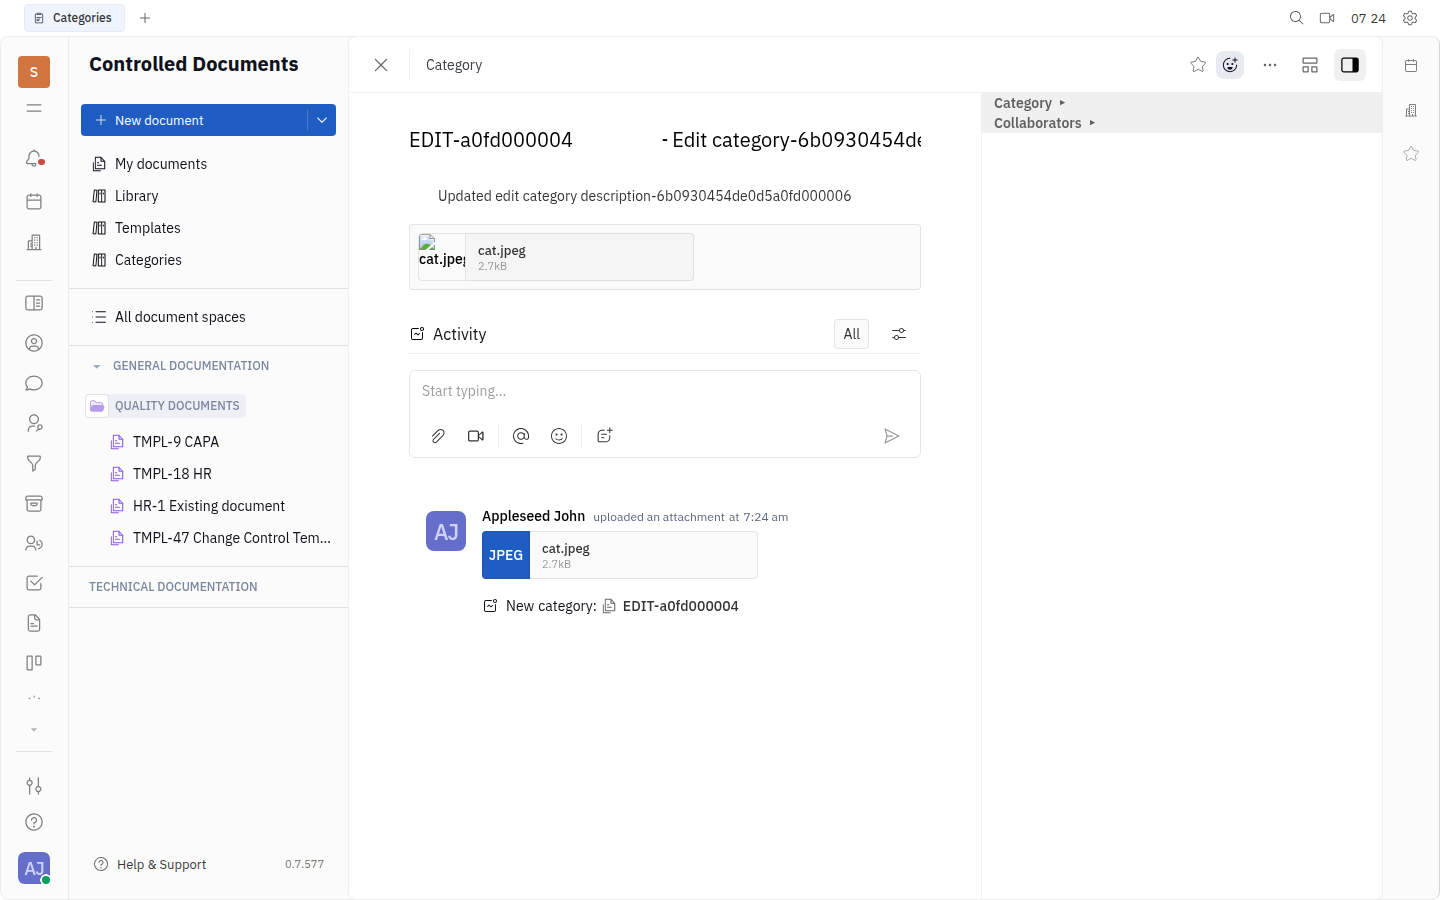 Categories
07 24
S
Controlled Documents
New document
My documents
Library
Templates
Categories
All document spaces
GENERAL DOCUMENTATION
QUALITY DOCUMENTS
TMPL-9 CAPA
TMPL-18 HR
HR-1 Existing document
TMPL-47 Change Control Tem...
TECHNICAL DOCUMENTATION
Help & Support 0.7.577
AJ
Category
EDIT-a0fd000004 - Edit category-6b0930454de
Updated edit category description-6b0930454de0d5a0fd000006
cat.jpeg
cat.jpeg
2.7kB
Activity
All
Start typing...
AJ
Appleseed John uploaded an attachment at 7:24 am
JPEG
cat.jpeg
2.7kB
New category: EDIT-a0fd000004
Category
Collaborators